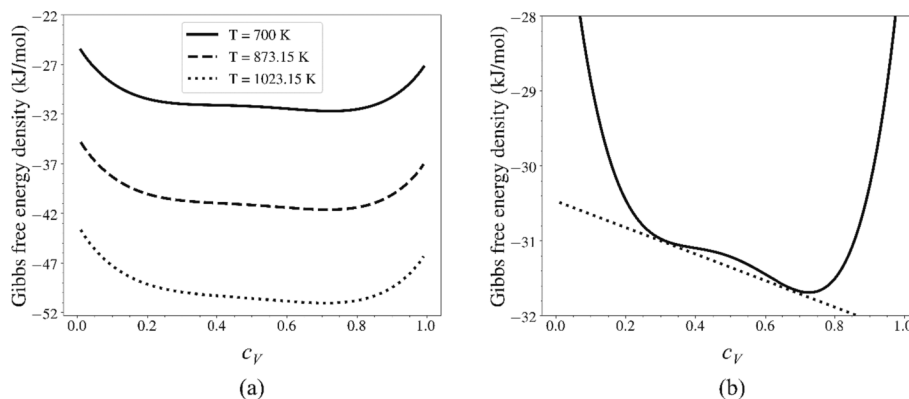 Gibbs free energy density (kJ/mol)
−22
−27
−32
−37
−42
−47
−52
T = 700 K
T = 873.15 K
T = 1023.15 K
0.0 0.2 0.4 0.6 0.8 1.0
c_V
(a)
Gibbs free energy density (kJ/mol)
−28
−29
−30
−31
−32
0.0 0.2 0.4 0.6 0.8 1.0
c_V
(b)